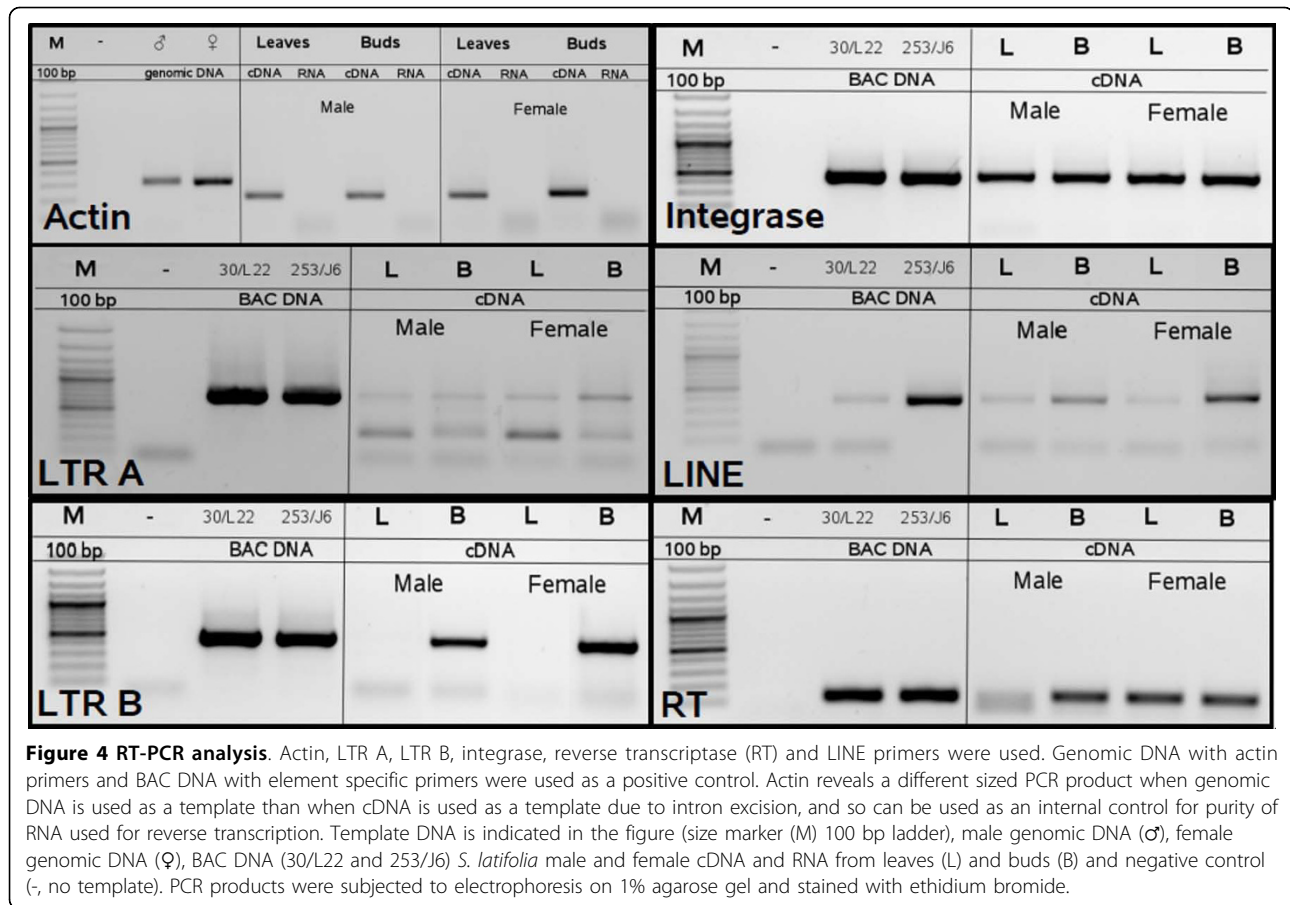 M - ♂ ♀ Leaves Buds Leaves Buds
100 bp genomic DNA cDNA RNA cDNA RNA cDNA RNA cDNA RNA
Male Female
Actin
M - 30/L22 253/J6 L B L B
100 bp BAC DNA cDNA
Male Female
Integrase
M - 30/L22 253/J6 L B L B
100 bp BAC DNA cDNA
Male Female
LTR A
M - 30/L22 253/J6 L B L B
100 bp BAC DNA cDNA
Male Female
LINE
M - 30/L22 253/J6 L B L B
100 bp BAC DNA cDNA
Male Female
LTR B
M - 30/L22 253/J6 L B L B
100 bp BAC DNA cDNA
Male Female
RT
Figure 4 RT-PCR analysis. Actin, LTR A, LTR B, integrase, reverse transcriptase (RT) and LINE primers were used. Genomic DNA with actin
primers and BAC DNA with element specific primers were used as a positive control. Actin reveals a different sized PCR product when genomic
DNA is used as a template than when cDNA is used as a template due to intron excision, and so can be used as an internal control for purity of
RNA used for reverse transcription. Template DNA is indicated in the figure (size marker (M) 100 bp ladder), male genomic DNA (♂), female
genomic DNA (♀), BAC DNA (30/L22 and 253/J6) S. latifolia male and female cDNA and RNA from leaves (L) and buds (B) and negative control
(-, no template). PCR products were subjected to electrophoresis on 1% agarose gel and stained with ethidium bromide.